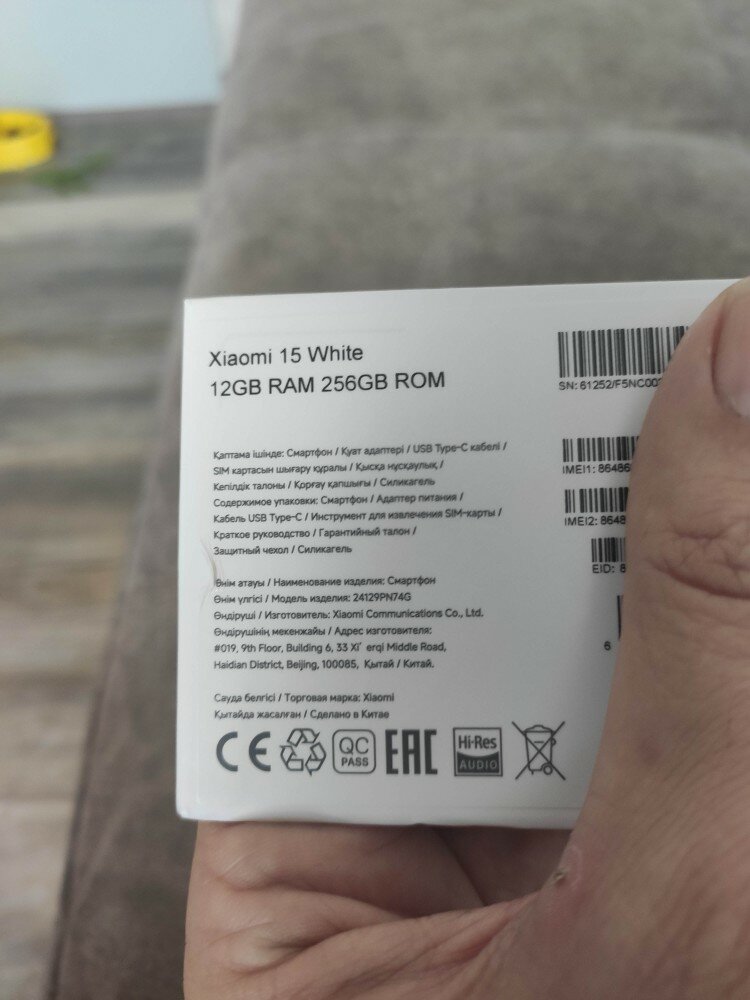 Xiaomi 15 White
12GB RAM 256GB ROM
SN: 61252/F5NC00
IMEI1: 86486
IMEI2: 8648
EID: 8
6
Қаптама ішінде: Смартфон / Қуат адаптері / USB Type-C кабелі /
SIM картасын шығару құралы / Қысқа нұсқаулық /
Кепілдік талоны / Қорғау қапшығы / Силикагель
Содержимое упаковки: Смартфон / Адаптер питания /
Кабель USB Type-C / Инструмент для извлечения SIM-карты /
Краткое руководство / Гарантийный талон /
Защитный чехол / Силикагель
Өнім атауы / Наименование изделия: Смартфон
Өнім үлгісі / Модель изделия: 24129PN74G
Өндіруші / Изготовитель: Xiaomi Communications Co., Ltd.
Өндірушінің мекенжайы / Адрес изготовителя:
#019, 9th Floor, Building 6, 33 Xi' erqi Middle Road,
Haidian District, Beijing, 100085, Қытай / Китай.
Сауда белгісі / Торговая марка: Xiaomi
Қытайда жасалған / Сделано в Китае
CE QC PASS EAC Hi-Res AUDIO